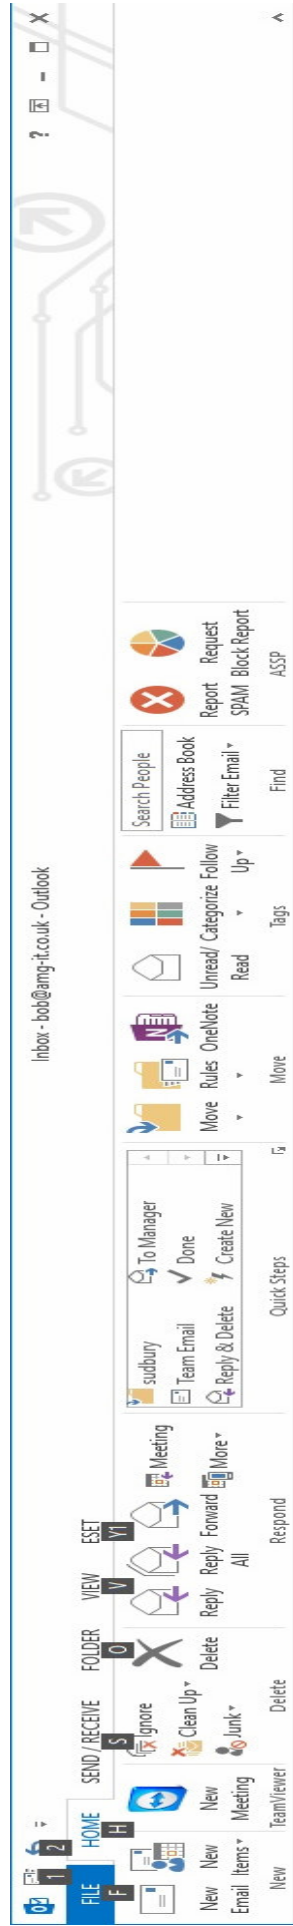 Inbox - bob@amg-it.co.uk - Outlook
?
1
2
FILE
HOME
SEND / RECEIVE
FOLDER
VIEW
ESET
F
H
S
O
V
Y1
New
Email
New
Items
New
New
Meeting
TeamViewer
Ignore
Clean Up
Junk
Delete
Delete
Reply
Reply
All
Forward
Meeting
More
Respond
sudbury
Team Email
Reply & Delete
To Manager
Done
Create New
Quick Steps
Move
Rules
OneNote
N
Move
Unread/
Read
Categorize
Follow
Up
Tags
Search People
Address Book
Filter Email
Find
Report
SPAM
Request
Block Report
ASSP